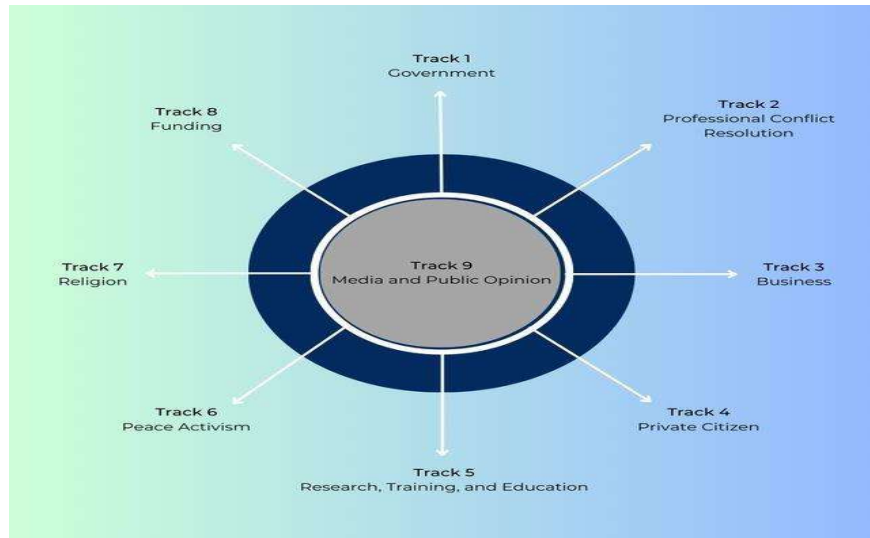 Track 1
Government
Track 8
Funding
Track 2
Professional Conflict
Resolution
Track 7
Religion
Track 9
Media and Public Opinion
Track 3
Business
Track 6
Peace Activism
Track 4
Private Citizen
Track 5
Research, Training, and Education